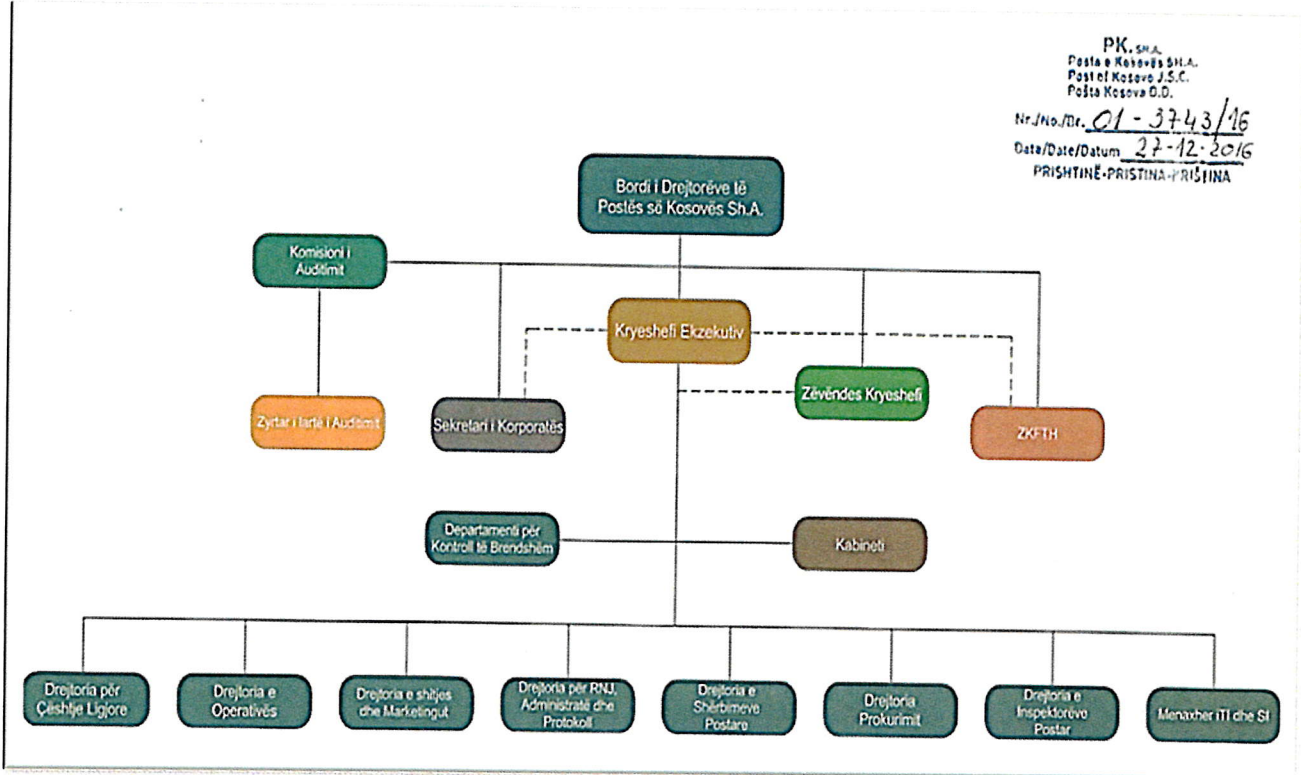 PK. SH.A.
Posta e Kosovës SH.A.
Post of Kosovo J.S.C.
Pošta Kosova D.D.
Nr./No./Br. 01-3743/16
Data/Date/Datum 27-12-2016
PRISHTINË-PRISTINA-PRIŠTINA
Bordi i Drejtorëve të
Postës së Kosovës Sh.A.
Komisioni i
Auditimit
Kryeshefi Ekzekutiv
Zëvëndes Kryeshefi
Zyrtar i lartë i Auditimit
Sekretari i Korporatës
ZKFTH
Departamenti për
Kontroll të Brendshëm
Kabineti
Drejtoria për
Çështje Ligjore
Drejtoria e
Operativës
Drejtoria e shitjes
dhe Marketingut
Drejtoria për RNJ,
Administratë dhe
Protokoll
Drejtoria e
Shërbimeve
Postare
Drejtoria
Prokurimit
Drejtoria e
Inspektorëve
Postar
Menaxher iTI dhe SI